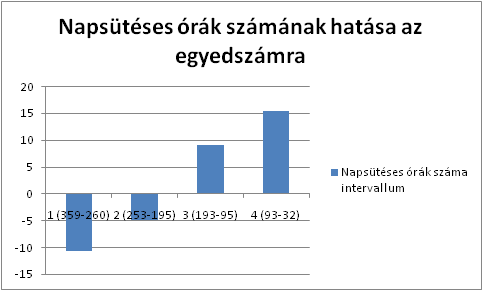 Napsütéses órák számának hatása az
egyedszámra
20
15
10
5
0
-5
-10
-15
1 (359-260) 2 (253-195) 3 (193-95) 4 (93-32)
Napsütéses órák száma
intervallum